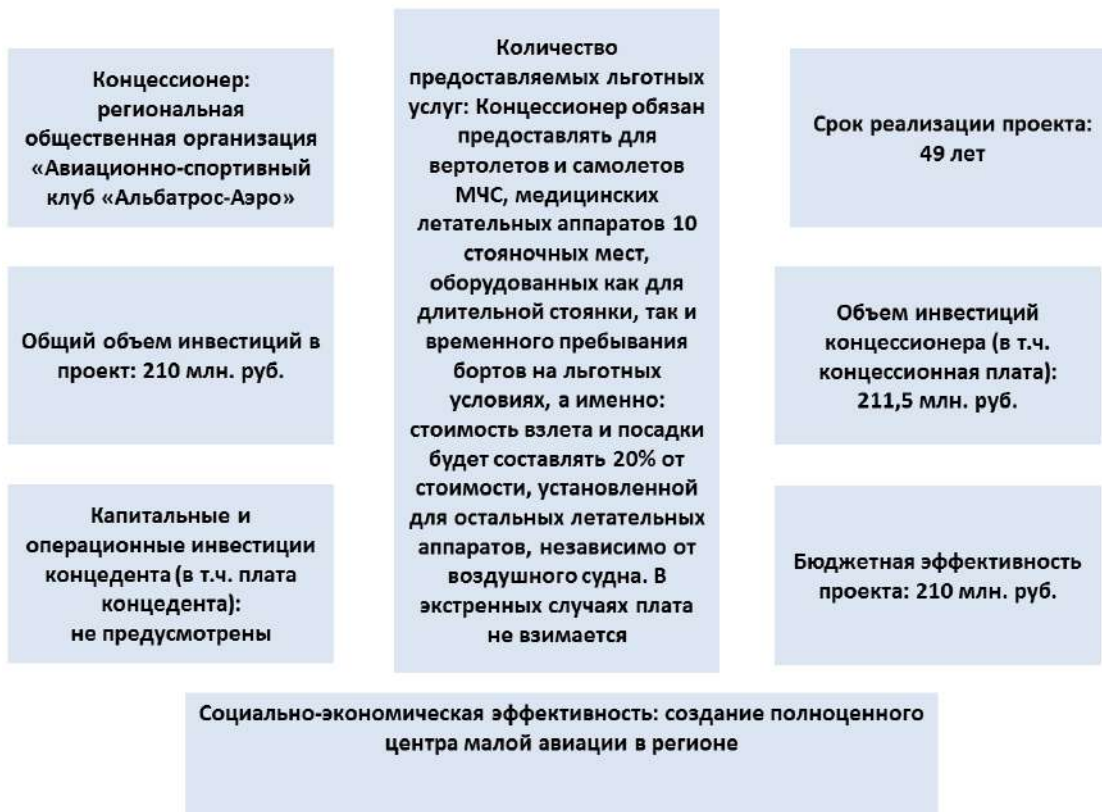 Концессионер:
региональная
общественная организация
«Авиационно-спортивный
клуб «Альбатрос-Аэро»
Общий объем инвестиций в
проект: 210 млн. руб.
Капитальные и
операционные инвестиции
концедента (в т.ч. плата
концедента):
не предусмотрены
Количество
предоставляемых льготных
услуг: Концессионер обязан
предоставлять для
вертолетов и самолетов
МЧС, медицинских
летательных аппаратов 10
стояночных мест,
оборудованных как для
длительной стоянки, так и
временного пребывания
бортов на льготных
условиях, а именно:
стоимость взлета и посадки
будет составлять 20% от
стоимости, установленной
для остальных летательных
аппаратов, независимо от
воздушного судна. В
экстренных случаях плата
не взимается
Срок реализации проекта:
49 лет
Объем инвестиций
концессионера (в т.ч.
концессионная плата):
211,5 млн. руб.
Бюджетная эффективность
проекта: 210 млн. руб.
Социально-экономическая эффективность: создание полноценного
центра малой авиации в регионе